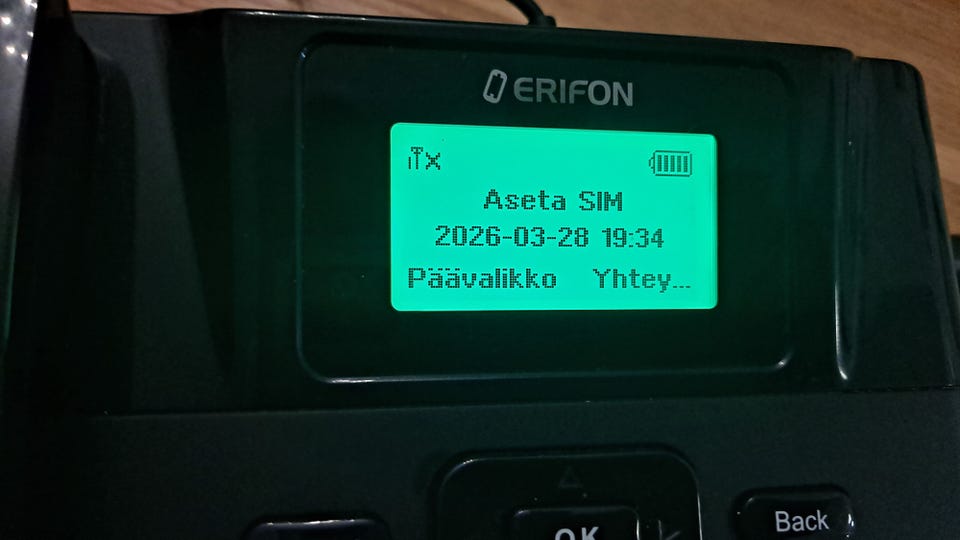 ERIFON
Aseta SIM
2026-03-28 19:34
Päävalikko Yhtey...
OK
Back